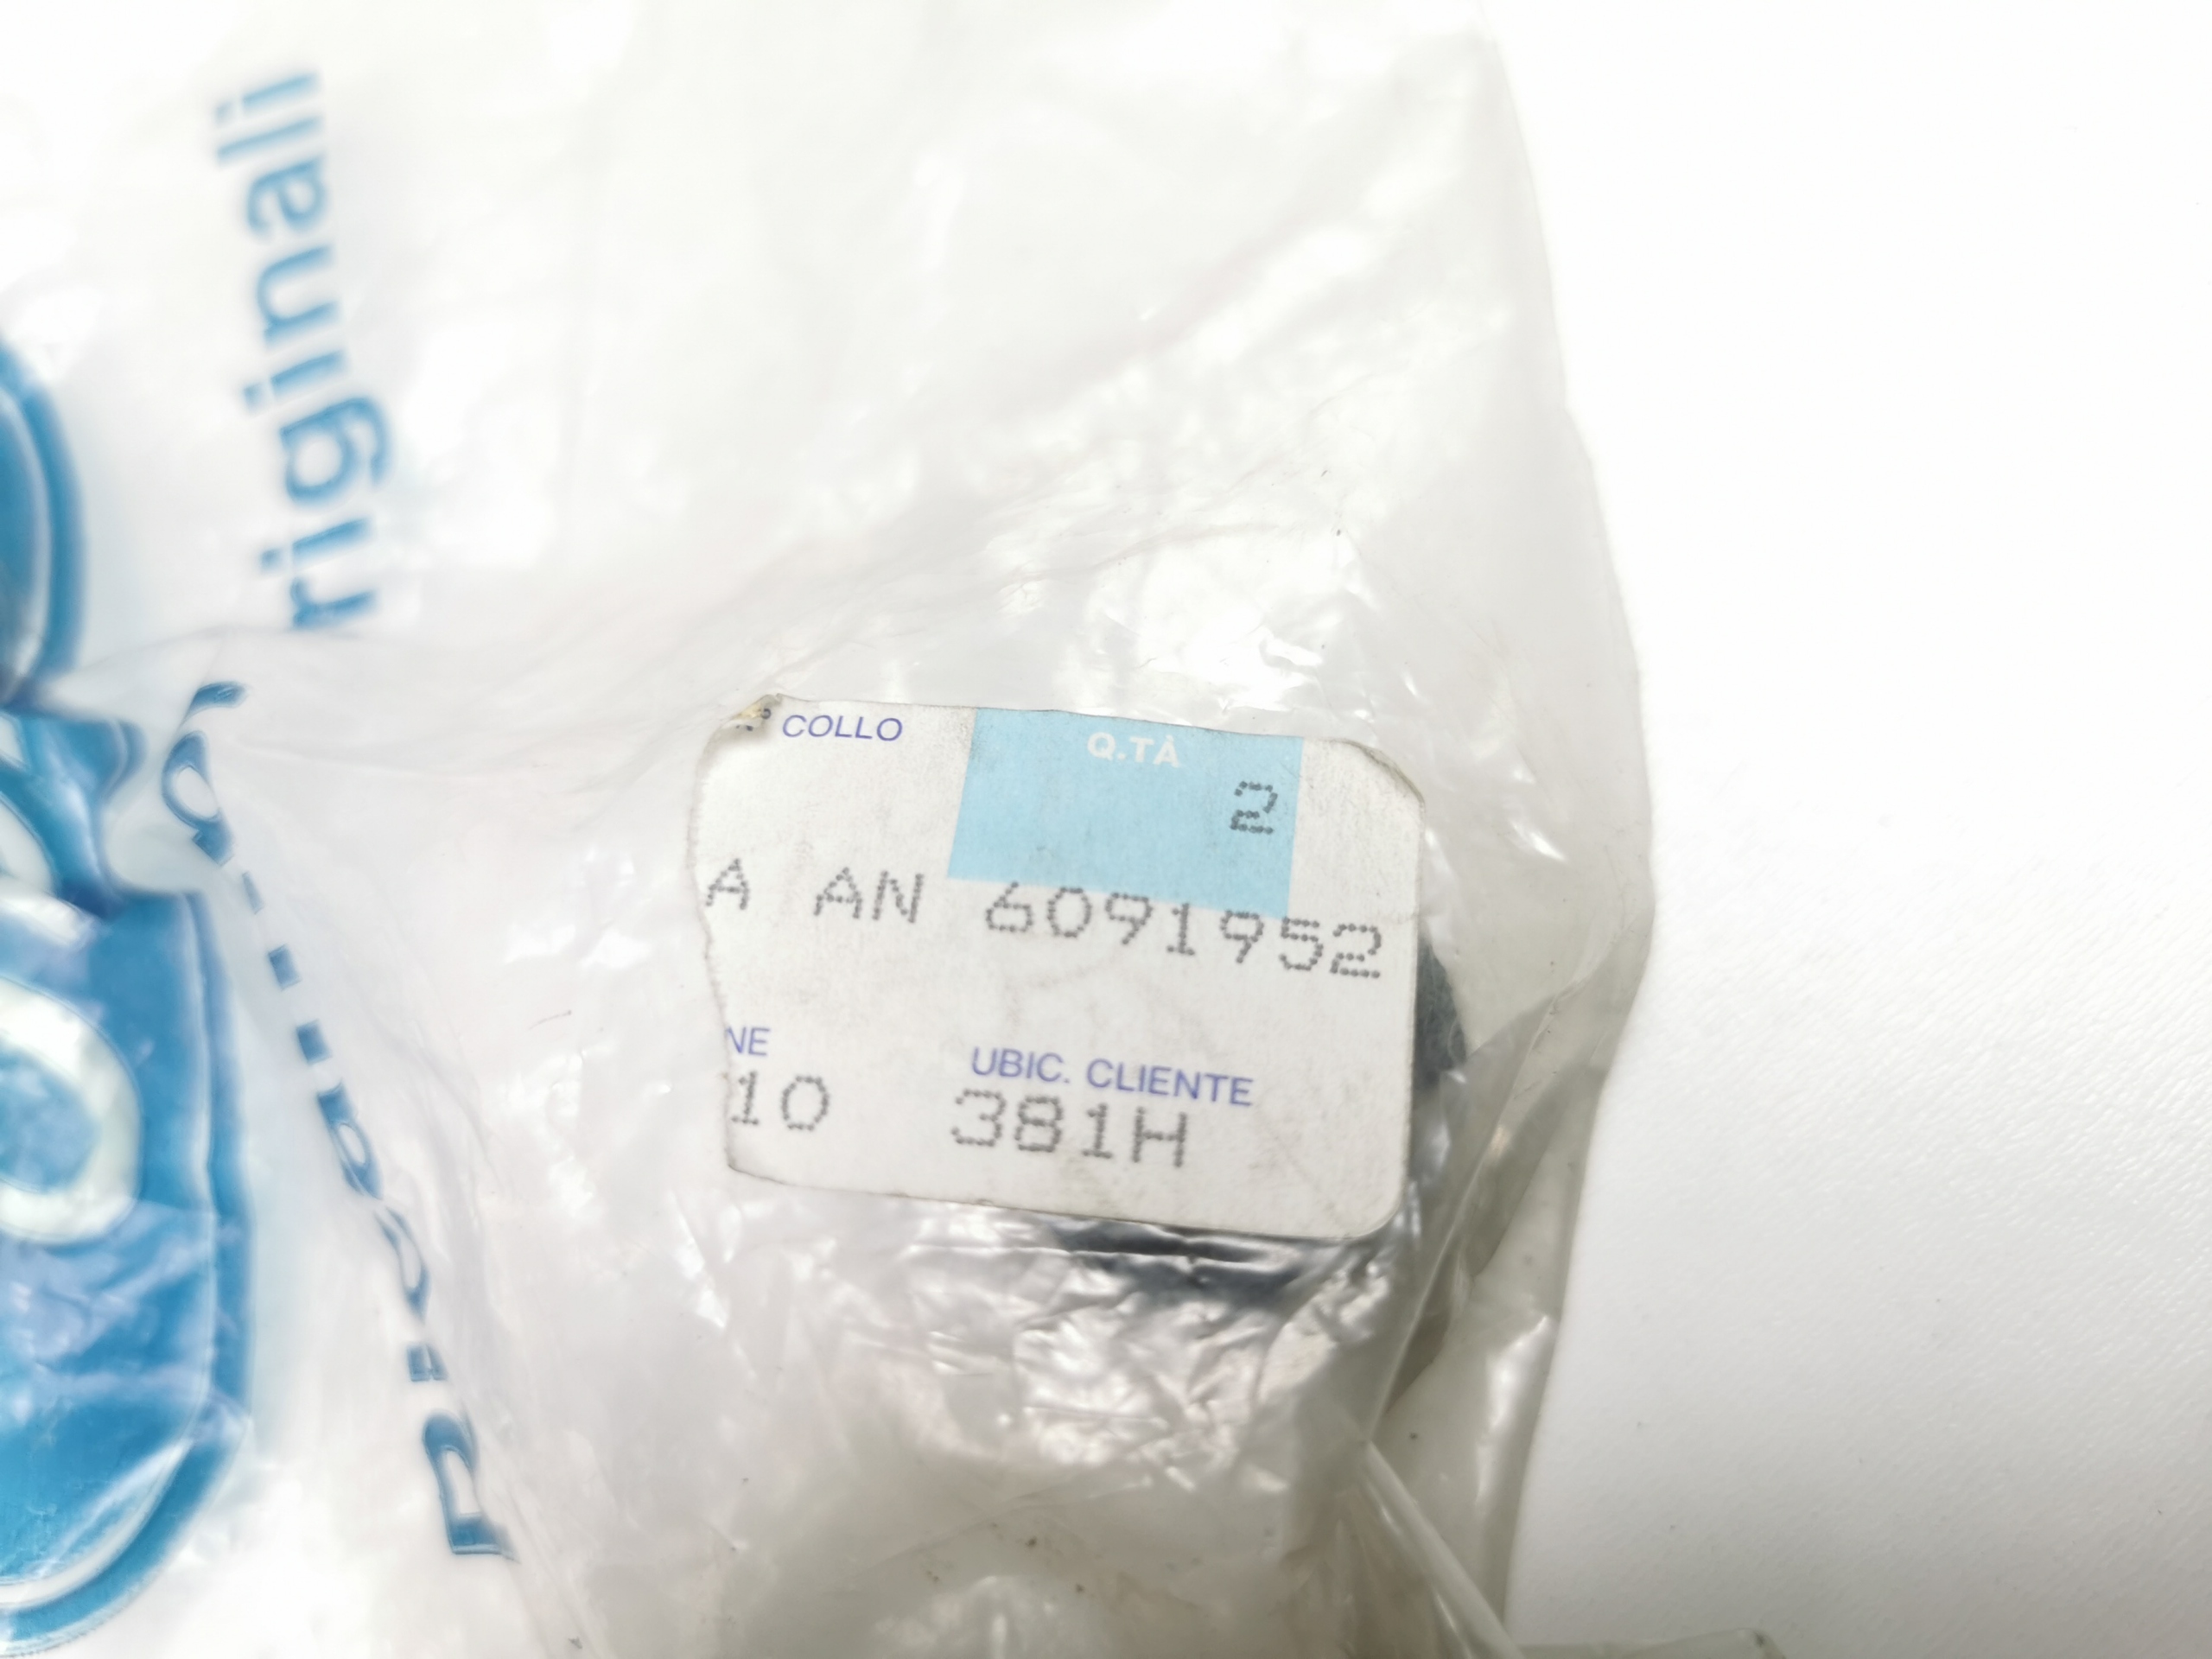 riginali
COLLO
Q.TÀ
2
A AN 6091952
NE
UBIC. CLIENTE
10 381H